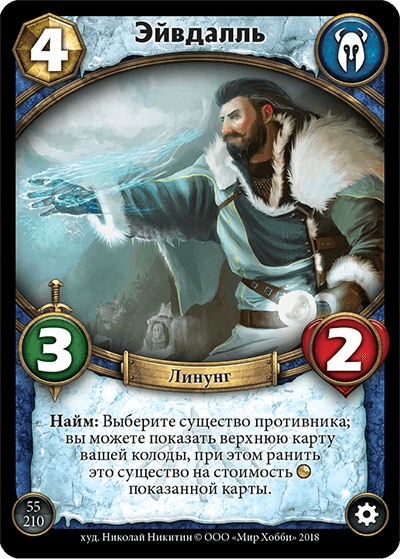 4
Эйвдалль
3
Линунг
2
Найм: Выберите существо противника;
вы можете показать верхнюю карту
вашей колоды, при этом ранить
это существо на стоимость
показанной карты.
55
210
худ. Николай Никитин © ООО «Мир Хобби» 2018